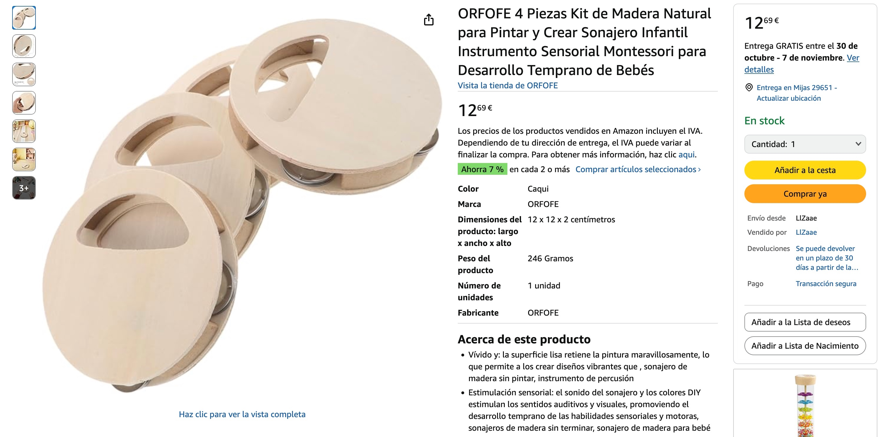 3+
Haz clic para ver la vista completa
ORFOFE 4 Piezas Kit de Madera Natural
para Pintar y Crear Sonajero Infantil
Instrumento Sensorial Montessori para
Desarrollo Temprano de Bebés
Visita la tienda de ORFOFE
12 69 €
Los precios de los productos vendidos en Amazon incluyen el IVA.
Dependiendo de tu dirección de entrega, el IVA puede variar al
finalizar la compra. Para obtener más información, haz clic aquí.
Ahorra 7 % en cada 2 o más Comprar artículos seleccionados ›
Color Caqui
Marca ORFOFE
Dimensiones del 12 x 12 x 2 centímetros
producto: largo
x ancho x alto
Peso del 246 Gramos
producto
Número de 1 unidad
unidades
Fabricante ORFOFE
Acerca de este producto
• Vívido y: la superficie lisa retiene la pintura maravillosamente, lo
que permite a los crear diseños vibrantes que , sonajero de
madera sin pintar, instrumento de percusión
• Estimulación sensorial: el sonido del sonajero y los colores DIY
estimulan los sentidos auditivos y visuales, promoviendo el
desarrollo temprano de las habilidades sensoriales y motoras,
sonajeros de madera sin terminar, sonajero de madera para bebé
12 69 €
Entrega GRATIS entre el 30 de
octubre - 7 de noviembre. Ver
detalles
Entrega en Mijas 29651 -
Actualizar ubicación
En stock
Cantidad: 1
Añadir a la cesta
Comprar ya
Envío desde LIZaae
Vendido por LIZaae
Devoluciones Se puede devolver
en un plazo de 30
días a partir de la…
Pago Transacción segura
Añadir a la Lista de deseos
Añadir a Lista de Nacimiento